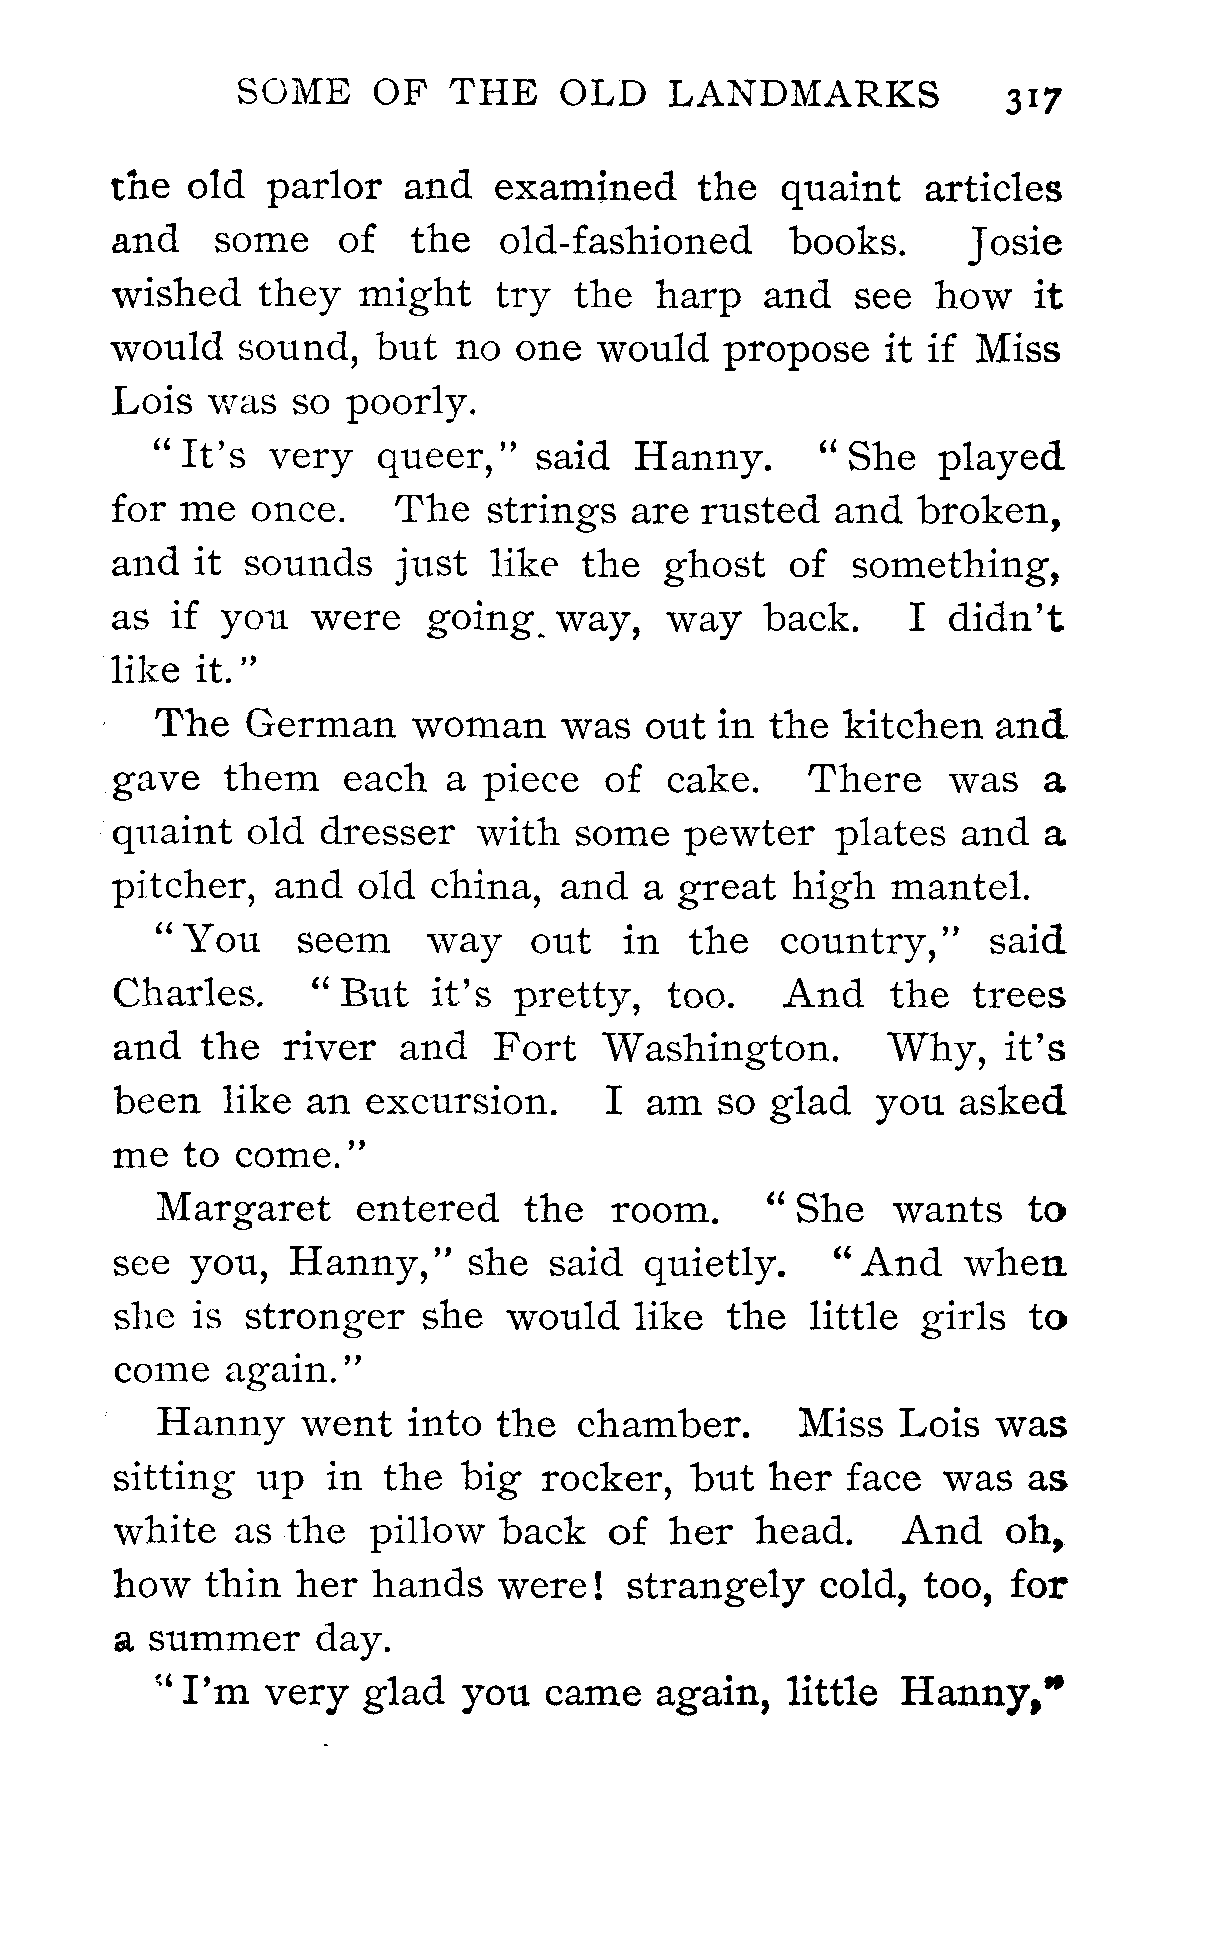 SOME OF THE OLD LANDMARKS 317
the old parlor and examined the quaint articles
and some of the old-fashioned books. Josie
wished they might try the harp and see how it
would sound, but no one would propose it if Miss
Lois was so poorly.
"It's very queer," said Hanny. "She played
for me once. The strings are rusted and broken,
and it sounds just like the ghost of something,
as if you were going way, way back. I didn't
like it."
The German woman was out in the kitchen and
gave them each a piece of cake. There was a
quaint old dresser with some pewter plates and a
pitcher, and old china, and a great high mantel.
"You seem way out in the country," said
Charles. "But it's pretty, too. And the trees
and the river and Fort Washington. Why, it's
been like an excursion. I am so glad you asked
me to come."
Margaret entered the room. "She wants to
see you, Hanny," she said quietly. "And when
she is stronger she would like the little girls to
come again."
Hanny went into the chamber. Miss Lois was
sitting up in the big rocker, but her face was as
white as the pillow back of her head. And oh,
how thin her hands were! strangely cold, too, for
a summer day.
"I'm very glad you came again, little Hanny,"